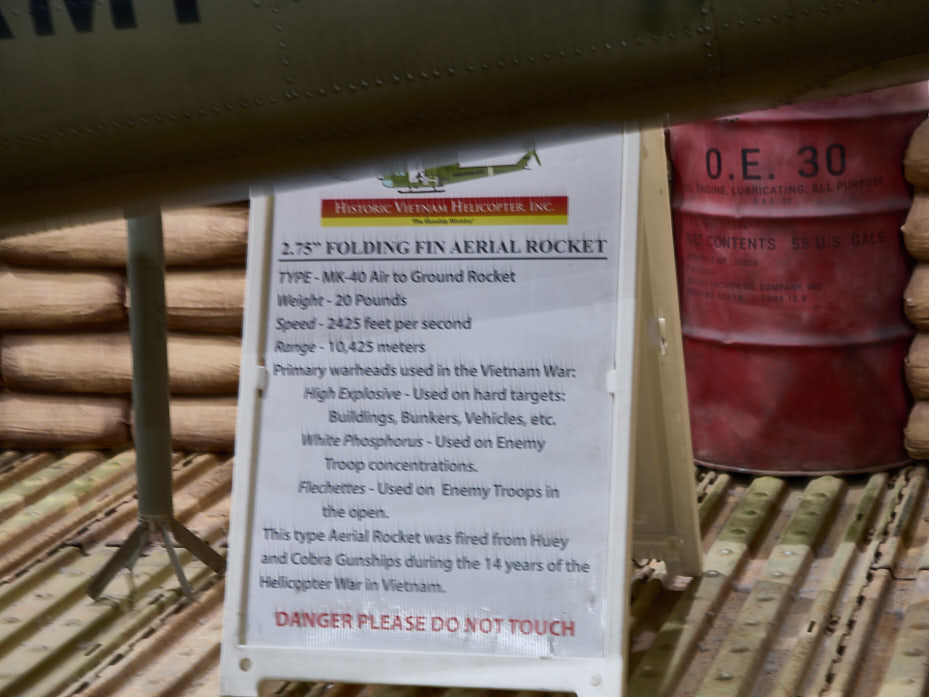 HISTORIC VIETNAM HELICOPTER, INC.
2.75" FOLDING FIN AERIAL ROCKET
TYPE - MK-40 Air to Ground Rocket
Weight - 20 Pounds
Speed - 2425 feet per second
Range - 10,425 meters
Primary warheads used in the Vietnam War:
High Explosive - Used on hard targets:
Buildings, Bunkers, Vehicles, etc.
White Phosphorus - Used on Enemy
Troop concentrations.
Flechettes - Used on Enemy Troops in
the open.
This type Aerial Rocket was fired from Huey
and Cobra Gunships during the 14 years of the
Helicopter War in Vietnam.
DANGER PLEASE DO NOT TOUCH
O.E. 30
ENGINE, LUBRICATING, ALL PURPOSE
NET CONTENTS 55 U.S. GALS